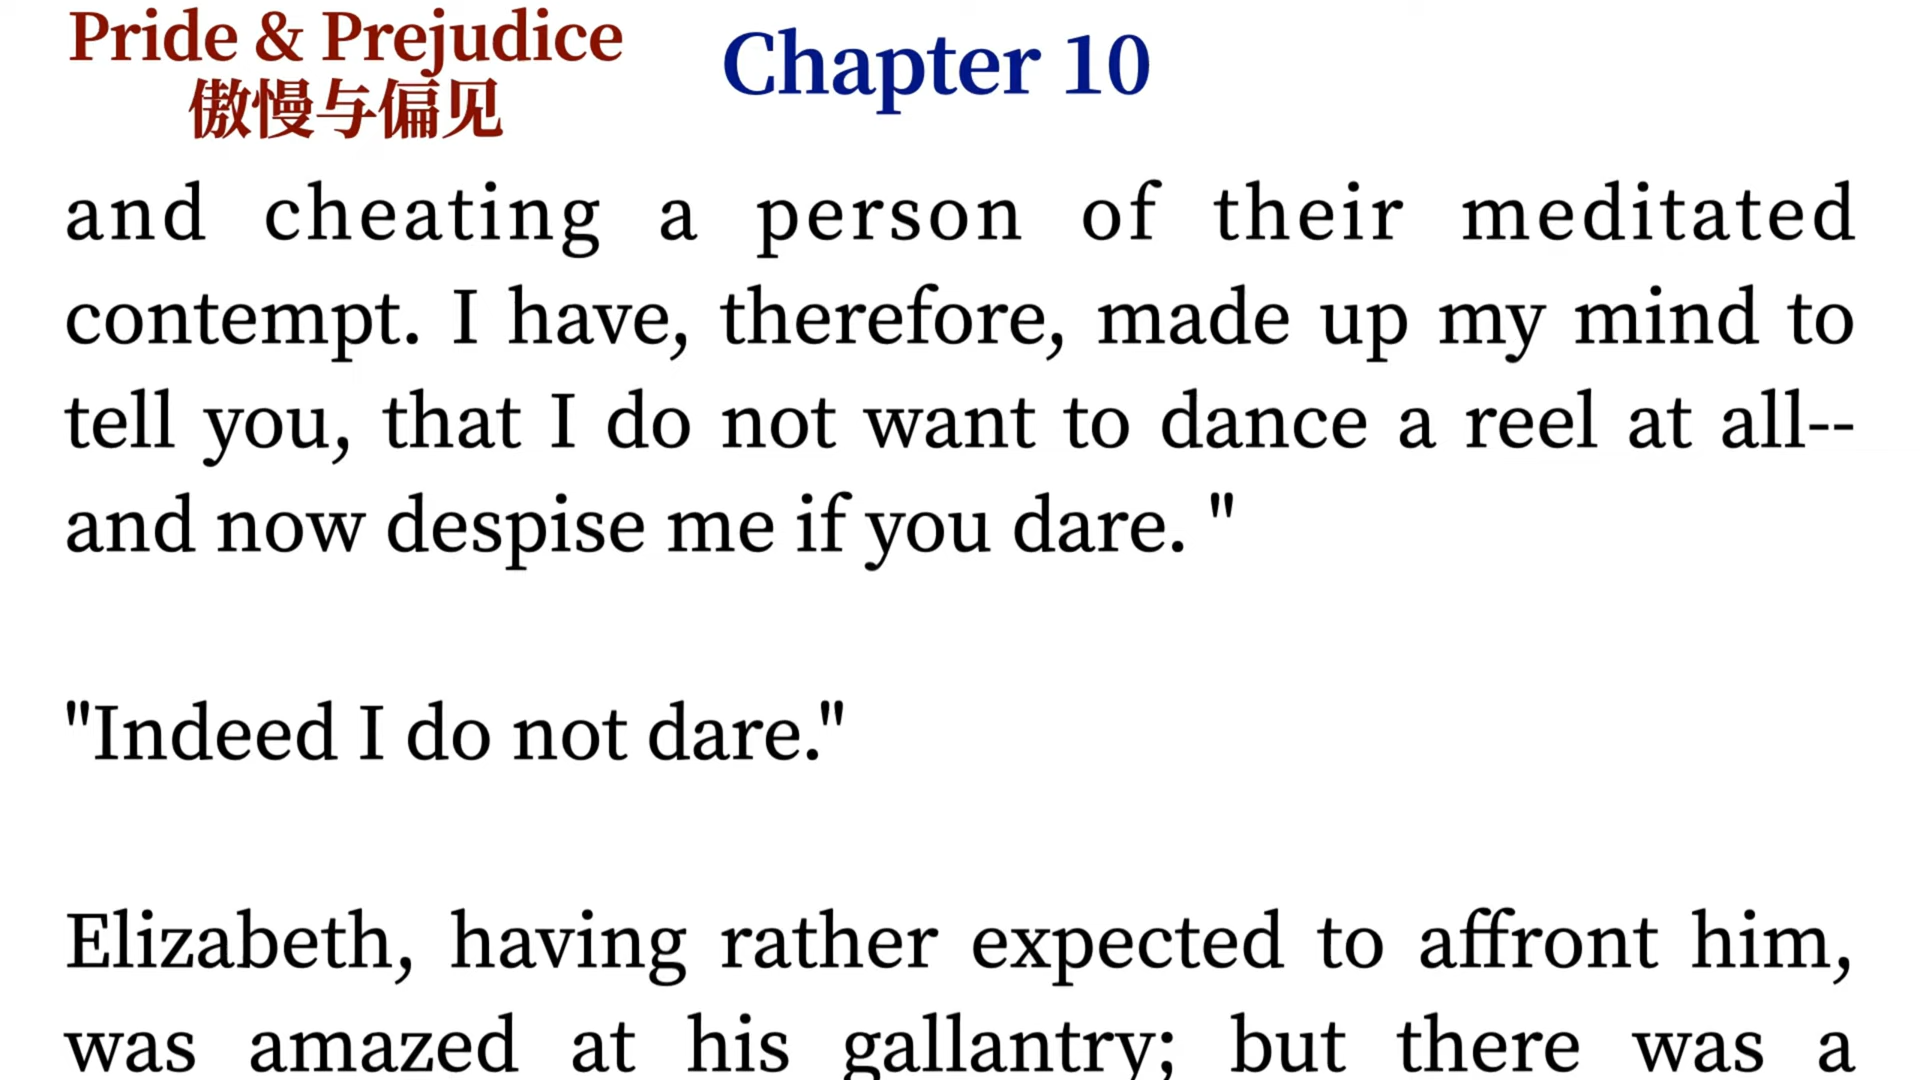 Pride & Prejudice
傲慢与偏见
Chapter 10
and cheating a person of their meditated
contempt. I have, therefore, made up my mind to
tell you, that I do not want to dance a reel at all--
and now despise me if you dare. "
"Indeed I do not dare."
Elizabeth, having rather expected to affront him,
was amazed at his gallantry; but there was a